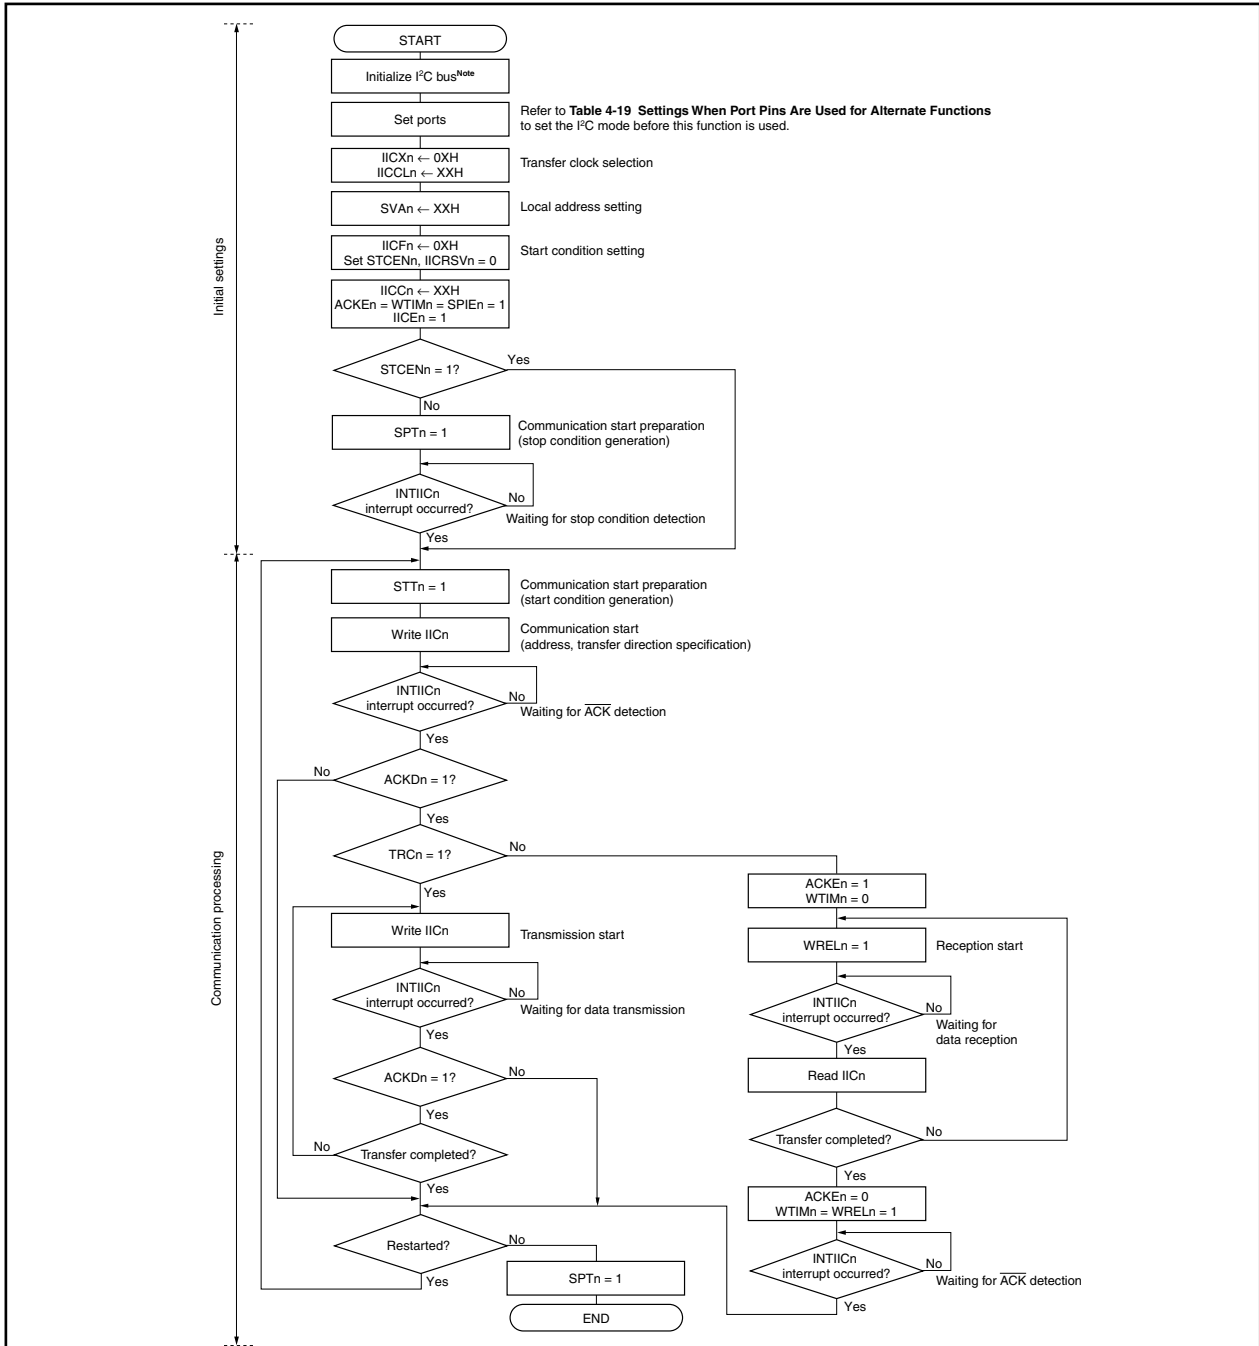 START
Initialize I²C bus^Note
Set ports
Refer to Table 4-19 Settings When Port Pins Are Used for Alternate Functions
to set the I²C mode before this function is used.
IICXn ← 0XH
IICCLn ← XXH
Transfer clock selection
SVAn ← XXH
Local address setting
IICFn ← 0XH
Set STCENn, IICRSVn = 0
Start condition setting
IICCn ← XXH
ACKEn = WTIMn = SPIEn = 1
IICEn = 1
Initial settings
STCENn = 1?
Yes
No
SPTn = 1
Communication start preparation
(stop condition generation)
INTIICn
interrupt occurred?
No
Waiting for stop condition detection
Yes
STTn = 1
Communication start preparation
(start condition generation)
Write IICn
Communication start
(address, transfer direction specification)
INTIICn
interrupt occurred?
No
Waiting for A̅C̅K̅ detection
Yes
No
ACKDn = 1?
Yes
TRCn = 1?
No
Yes
Communication processing
Write IICn
Transmission start
INTIICn
interrupt occurred?
No
Waiting for data transmission
Yes
ACKDn = 1?
No
Yes
No
Transfer completed?
Yes
Restarted?
No
Yes
SPTn = 1
END
ACKEn = 1
WTIMn = 0
WRELn = 1
Reception start
INTIICn
interrupt occurred?
No
Waiting for
data reception
Yes
Read IICn
Transfer completed?
No
Yes
ACKEn = 0
WTIMn = WRELn = 1
INTIICn
interrupt occurred?
No
Waiting for A̅C̅K̅ detection
Yes